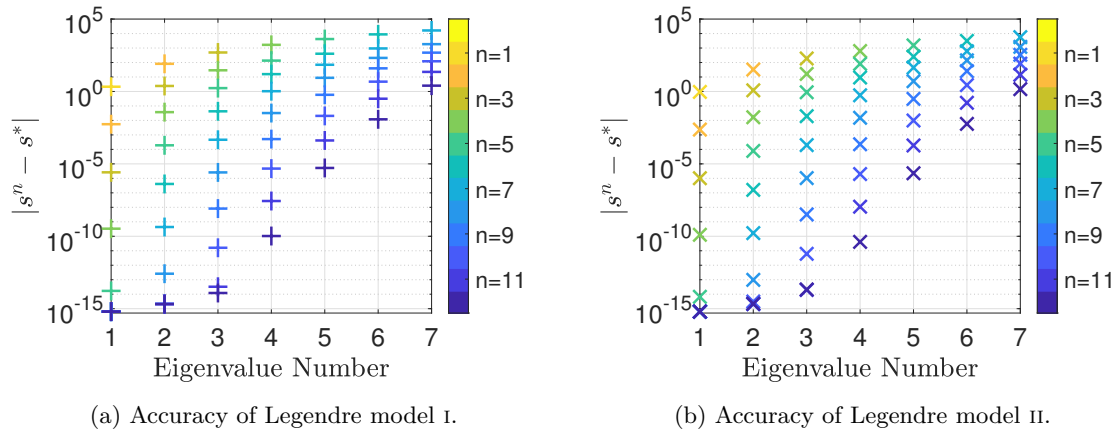 |s^n − s^*|
10^5
10^0
10^-5
10^-10
10^-15
1 2 3 4 5 6 7
Eigenvalue Number
n=1
n=3
n=5
n=7
n=9
n=11
(a) Accuracy of Legendre model I.
|s^n − s^*|
10^5
10^0
10^-5
10^-10
10^-15
1 2 3 4 5 6 7
Eigenvalue Number
n=1
n=3
n=5
n=7
n=9
n=11
(b) Accuracy of Legendre model II.